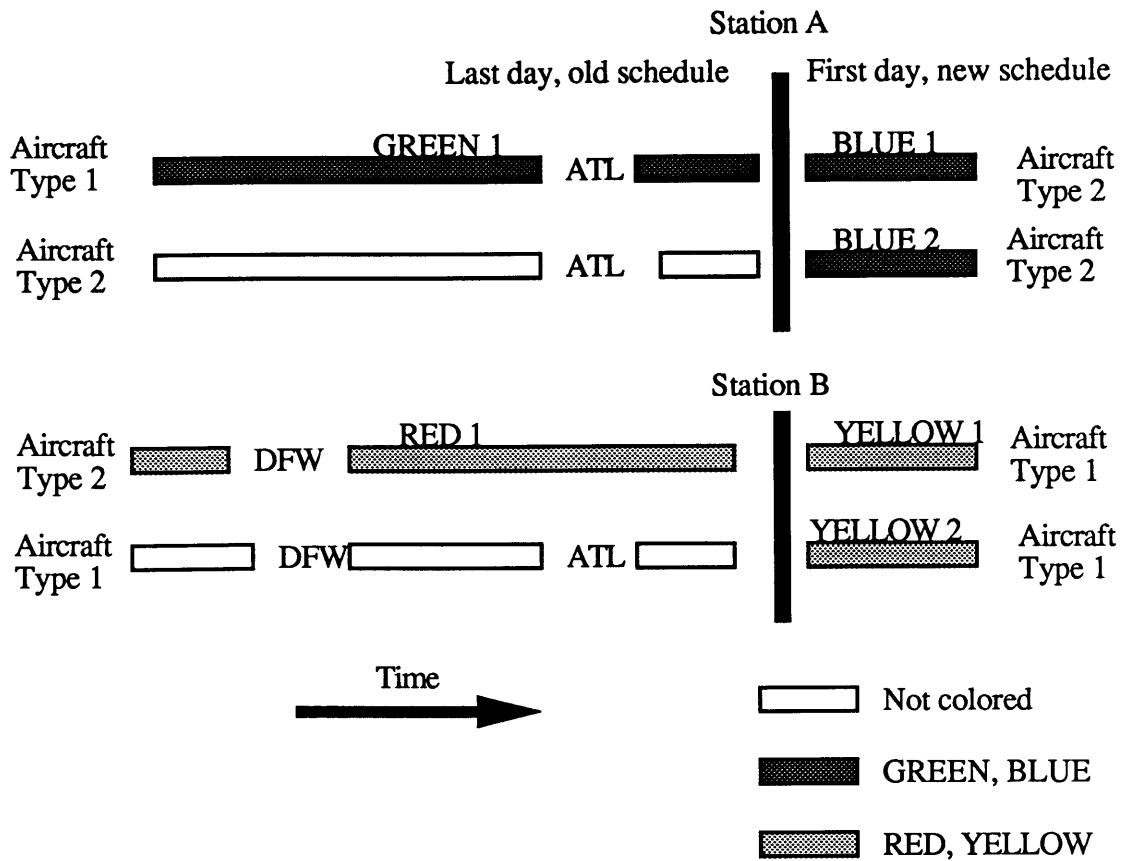 Station A
Last day, old schedule
First day, new schedule
Aircraft
Type 1
GREEN 1
ATL
BLUE 1
Aircraft
Type 2
Aircraft
Type 2
ATL
BLUE 2
Aircraft
Type 2
Station B
Aircraft
Type 2
DFW
RED 1
YELLOW 1
Aircraft
Type 1
Aircraft
Type 1
DFW
ATL
YELLOW 2
Aircraft
Type 1
Time
Not colored
GREEN, BLUE
RED, YELLOW